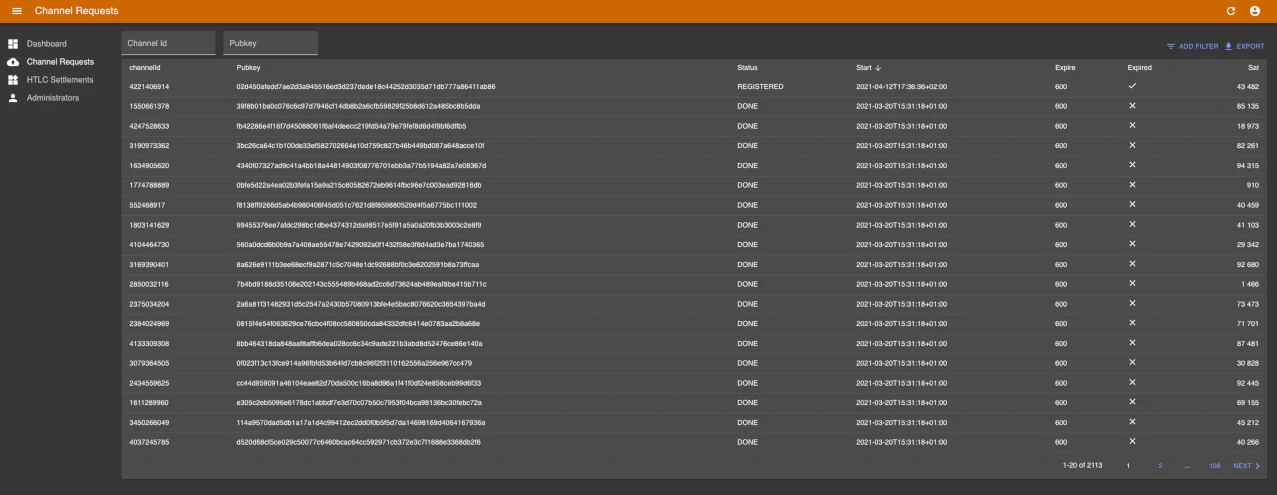 Channel Requests
Dashboard
Channel Requests
HTLC Settlements
Administrators
Channel Id Pubkey
ADD FILTER EXPORT
channelId Pubkey Status Start Expire Expired Sat
4221406914 02d450afedd7ae2d3a945516ed3d237dede18c44252d3035d71db777a86411ab86 REGISTERED 2021-04-12T17:36:36+02:00 600 43 482
1550661378 39f8b01ba0c076c6c97d7946cf14db8b2a6cfb59829f25b8d612a485bc8b5dda DONE 2021-03-20T15:31:18+01:00 600 85 135
4247528633 fb42286e4f16f7d45088061f6af4deecc219fd54a79e79fef8d6d4f9bf6dffb5 DONE 2021-03-20T15:31:18+01:00 600 18 973
3190973362 3bc26ca64c1b100de33ef582702664e10d759c827b46b449bd087a648acce10f DONE 2021-03-20T15:31:18+01:00 600 82 261
1634905620 4340f07327ad9c41a4bb18a44814903f08776701ebb3a77b5194a82a7e08367d DONE 2021-03-20T15:31:18+01:00 600 94 315
1774788889 0bfe5d22a4ea02b3fefa15a9a215c80582672eb9614fbc96e7c003ead92816db DONE 2021-03-20T15:31:18+01:00 600 910
552468917 f8138ff9266d5ab4b980406f45d051c7621d8f859880529d4f5a6775bc111002 DONE 2021-03-20T15:31:18+01:00 600 40 459
1803141629 99455376ee7afdc298bc1dbe4374312da98517e5f91a5a0a20fb3b3003c2e8f9 DONE 2021-03-20T15:31:18+01:00 600 41 103
4104464730 560a0dcd6b0b9a7a408ae55478e7429092a0f1432f58e3f8d4ad3e7ba1740365 DONE 2021-03-20T15:31:18+01:00 600 29 342
3169390401 8a626e9111b3ee68ecf9a2871c5c7048e1dc92688bf0c3e6202591b8a73ffcaa DONE 2021-03-20T15:31:18+01:00 600 92 680
2850032116 7b4bd9188d35108e202143c555489b468ad2cc6d73624ab489eaf8ba415b711c DONE 2021-03-20T15:31:18+01:00 600 1 466
2375034204 2a6a81f31482931d5c2547a2430b57080913bfe4e5bac8076620c3654397ba4d DONE 2021-03-20T15:31:18+01:00 600 73 473
2384024969 0815f4e54f063629ce76cbc4f08cc580850cda84332dfc6414e0783aa2b8a68e DONE 2021-03-20T15:31:18+01:00 600 71 701
4133309308 8bb464318da848aaf8affb6dea028cc6c34c9ade221b3abd8d52476ce86e140a DONE 2021-03-20T15:31:18+01:00 600 87 481
3079364505 0f023f13c13fce914a96fbfd53b64fd7cb8c96f2f3110162556a256e967cc479 DONE 2021-03-20T15:31:18+01:00 600 30 828
2434559625 cc44d959091a46104eae82d70da500c16ba8d96a1f41f0df24e858ceb99d6f33 DONE 2021-03-20T15:31:18+01:00 600 92 445
1611289960 e305c2eb5096e6178dc1abbdf7e3d70c07b50c7953f04bca98136bc30febc72a DONE 2021-03-20T15:31:18+01:00 600 69 155
3450266049 114a9570dad5db1a17a1d4c99412ec2dd0f0b5f5d7da14698169d4064167936a DONE 2021-03-20T15:31:18+01:00 600 45 212
4037245785 d520d68cf5ce029c50077c6460bcac64cc592971cb372e3c7f1688e3368db2f6 DONE 2021-03-20T15:31:18+01:00 600 40 266
1-20 of 2113 1 2 ... 106 NEXT